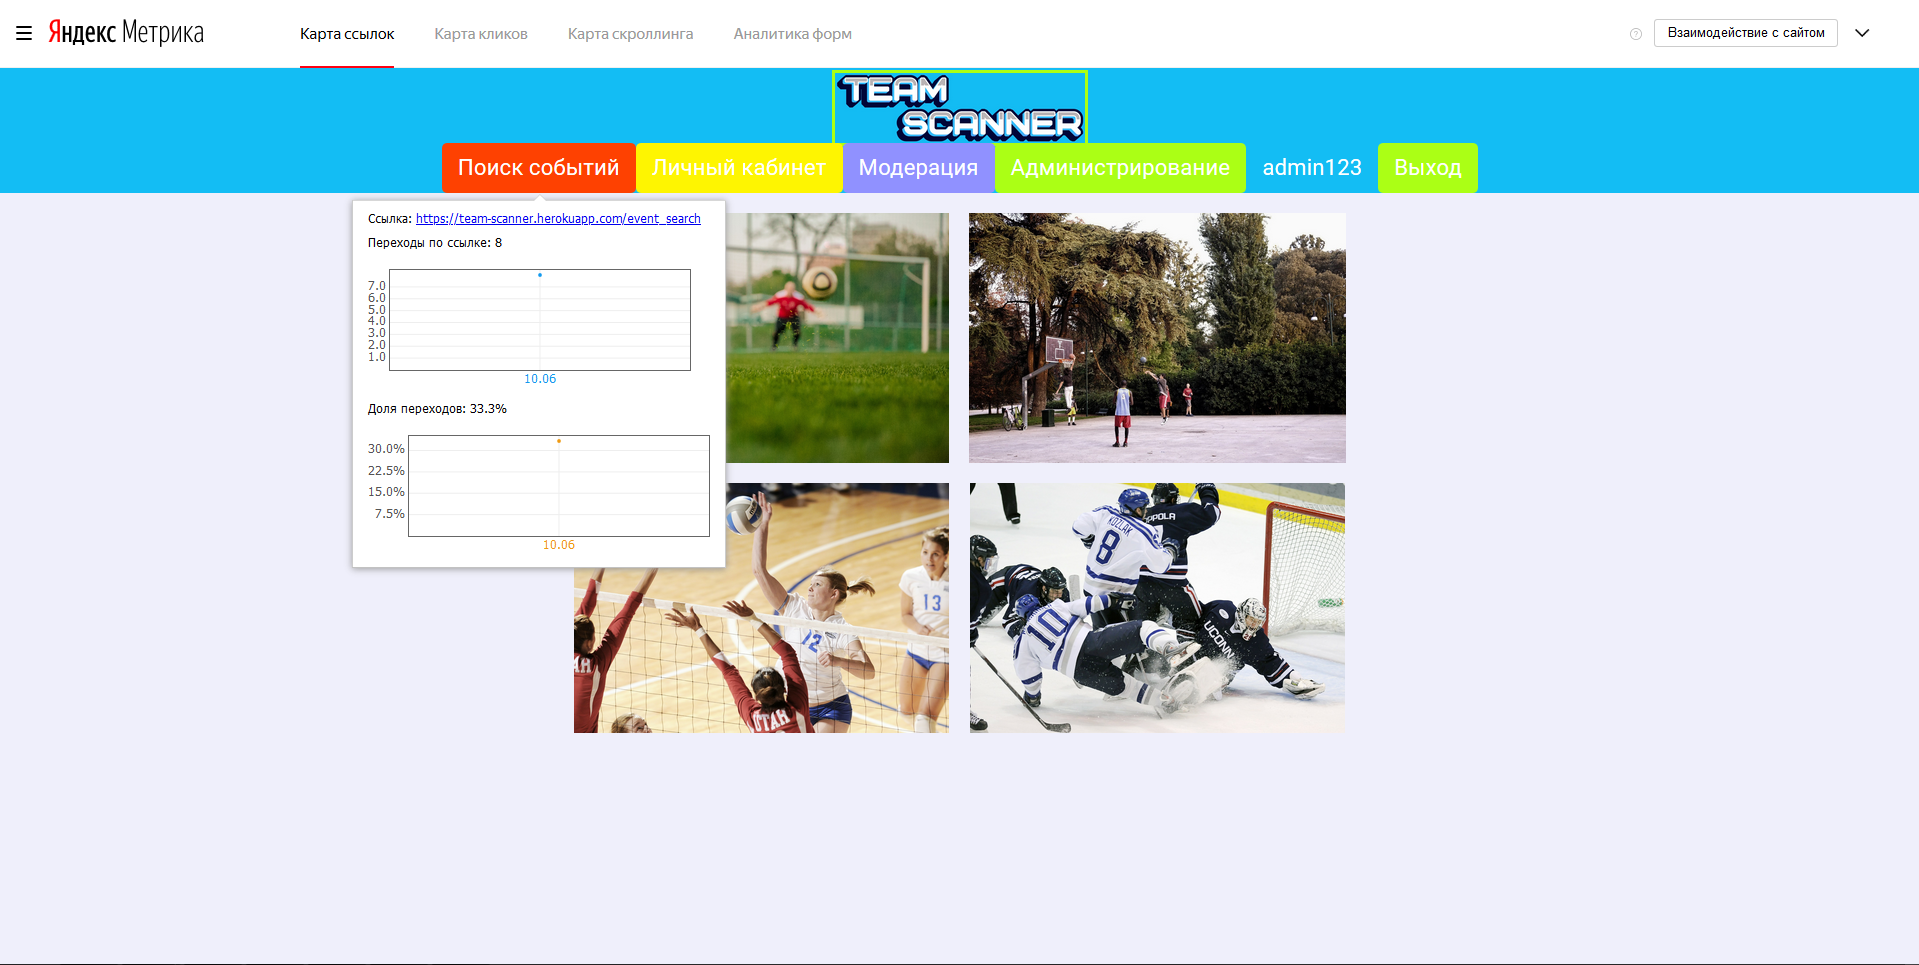 Яндекс Метрика
Карта ссылок
Карта кликов
Карта скроллинга
Аналитика форм
?
Взаимодействие с сайтом
TEAM
SCANNER
Поиск событий
Личный кабинет
Модерация
Администрирование
admin123
Выход
Ссылка: https://team-scanner.herokuapp.com/event_search
Переходы по ссылке: 8
7.0
6.0
5.0
4.0
3.0
2.0
1.0
10.06
Доля переходов: 33.3%
30.0%
22.5%
15.0%
7.5%
10.06
13
12
UTAH
KOZLAK
8
10
UCONN